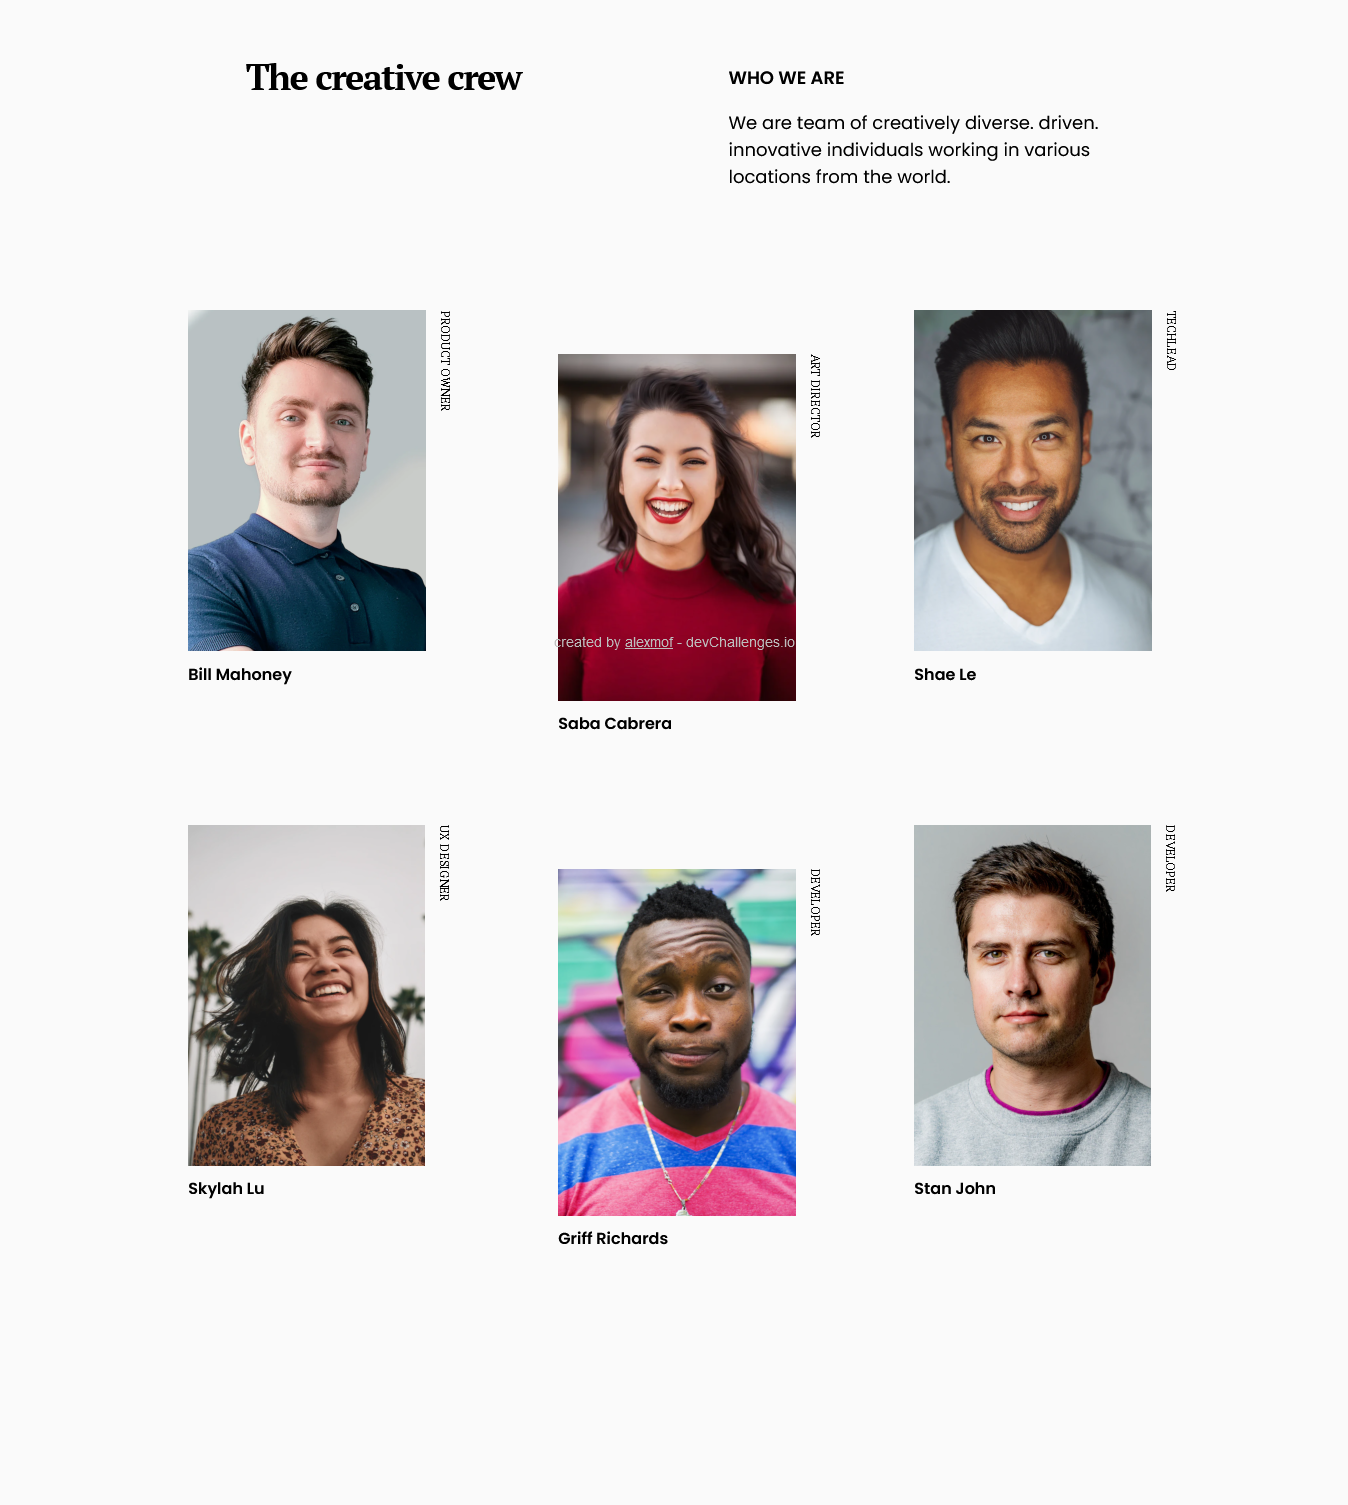 The creative crew
WHO WE ARE
We are team of creatively diverse. driven.
innovative individuals working in various
locations from the world.
PRODUCT OWNER
Bill Mahoney
ART DIRECTOR
created by alexmof - devChallenges.io
Saba Cabrera
TECHLEAD
Shae Le
UX DESIGNER
Skylah Lu
DEVELOPER
Griff Richards
DEVELOPER
Stan John